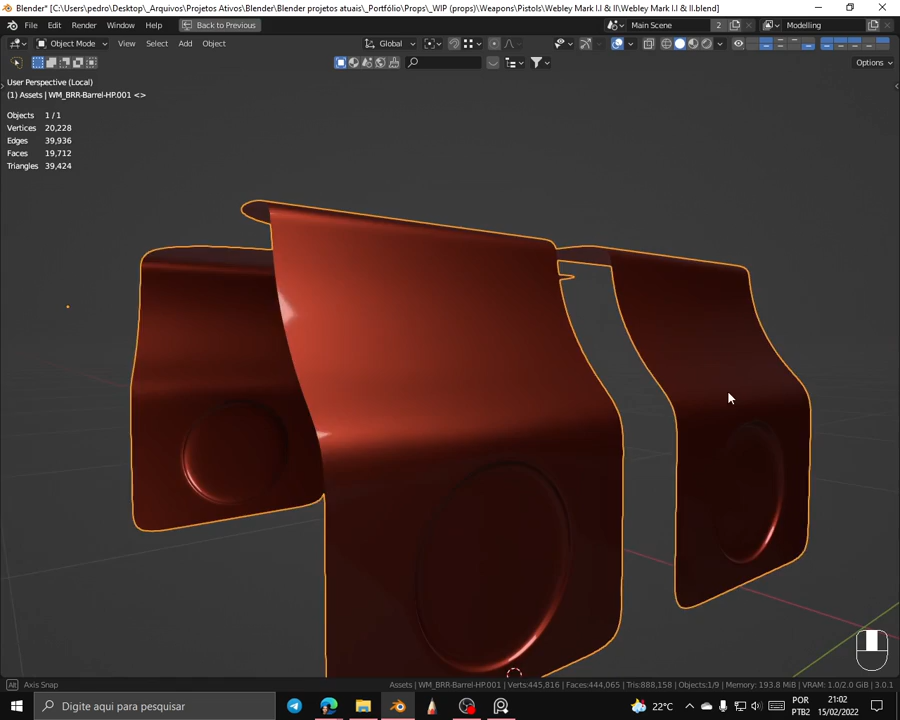 Blender* [C:\Users\pedro\Desktop\_Arquivos\Projetos Ativos\Blender\Blender projetos atuais\_Portfólio\Props\_WIP (props)\Weapons\Pistols\Webley Mark I.I & II\Webley Mark I.I & II.blend]
File Edit Render Window Help Back to Previous Main Scene 2 Modelling
Object Mode View Select Add Object Global
Options
User Perspective (Local)
(1) Assets | WM_BRR-Barrel-HP.001 <>
Objects 1 / 1
Vertices 20,228
Edges 39,936
Faces 19,712
Triangles 39,424
Alt Axis Snap Assets | WM_BRR-Barrel-HP.001 | Verts:445,816 | Faces:444,065 | Tris:888,158 | Objects:1/9 | Memory: 193.8 MiB | VRAM: 1.0/2.0 GiB | 3.0.1
Digite aqui para pesquisar 22°C POR 21:02
PTB2 15/02/2022